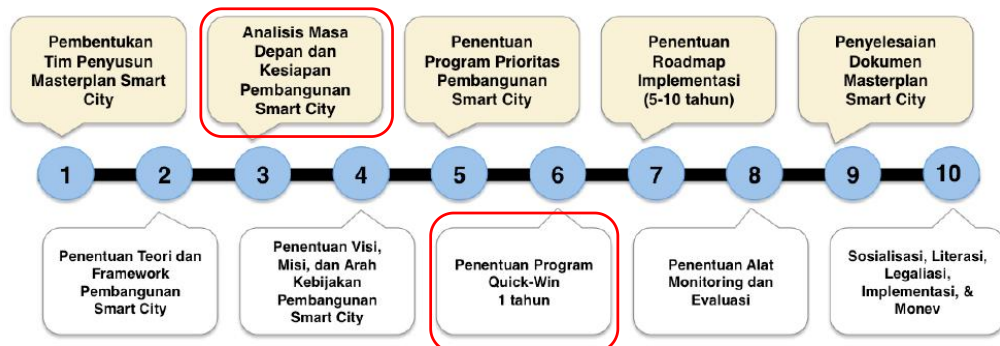 Pembentukan
Tim Penyusun
Masterplan Smart
City
Analisis Masa
Depan dan
Kesiapan
Pembangunan
Smart City
Penentuan
Program Prioritas
Pembangunan
Smart City
Penentuan
Roadmap
Implementasi
(5-10 tahun)
Penyelesaian
Dokumen
Masterplan
Smart City
1 2 3 4 5 6 7 8 9 10
Penentuan Teori dan
Framework
Pembangunan
Smart City
Penentuan Visi,
Misi, dan Arah
Kebijakan
Pembangunan
Smart City
Penentuan Program
Quick-Win
1 tahun
Penentuan Alat
Monitoring dan
Evaluasi
Sosialisasi, Literasi,
Legaliasi,
Implementasi, &
Monev